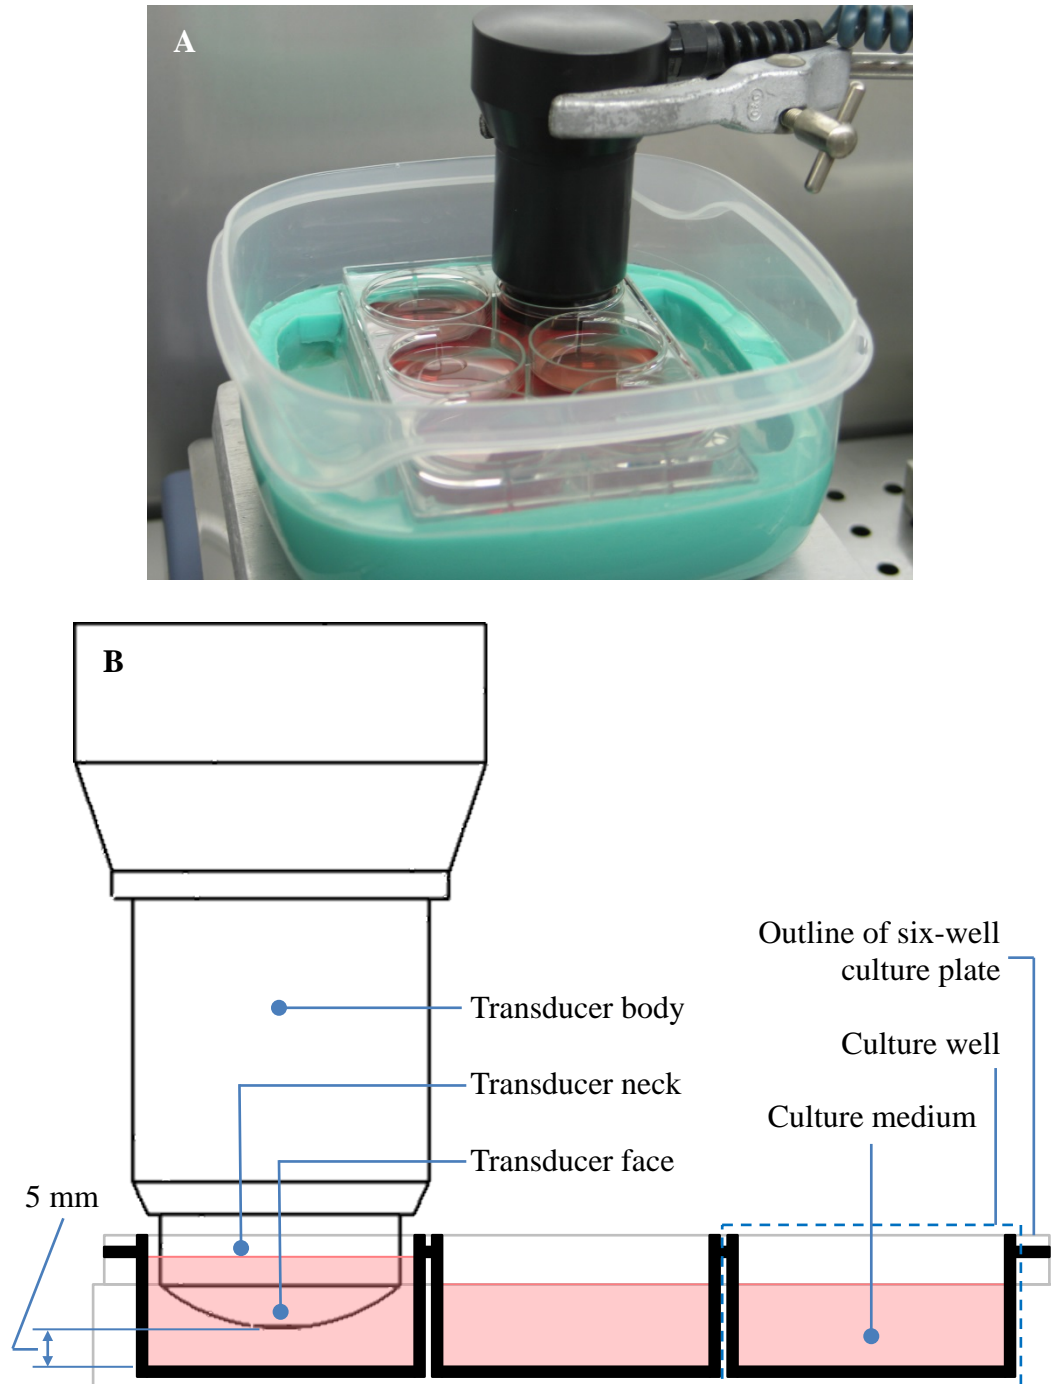 A
B
Outline of six-well
culture plate
Transducer body
Culture well
Transducer neck
Culture medium
Transducer face
5 mm